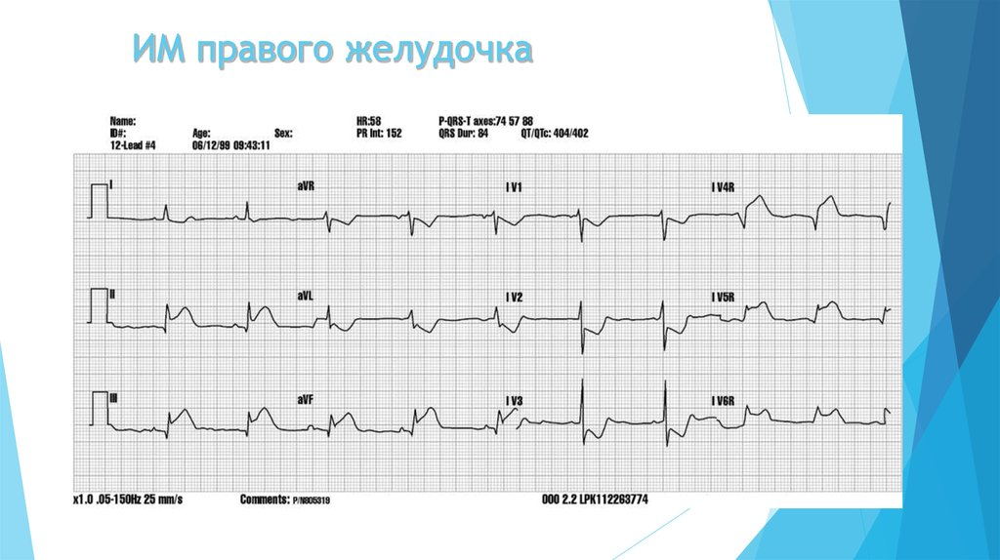 ИМ правого желудочка
Name: HR:58 P-QRS-T axes:74 57 88
ID#: Age: Sex: PR Int: 152 QRS Dur: 84 QT/QTc: 404/402
12-Lead #4 06/12/99 09:43:11
I aVR V1 V4R
II aVL V2 V5R
III aVF V3 V6R
x1.0 .05-150Hz 25 mm/s Comments: P/N805319 000 2.2 LPK112263774